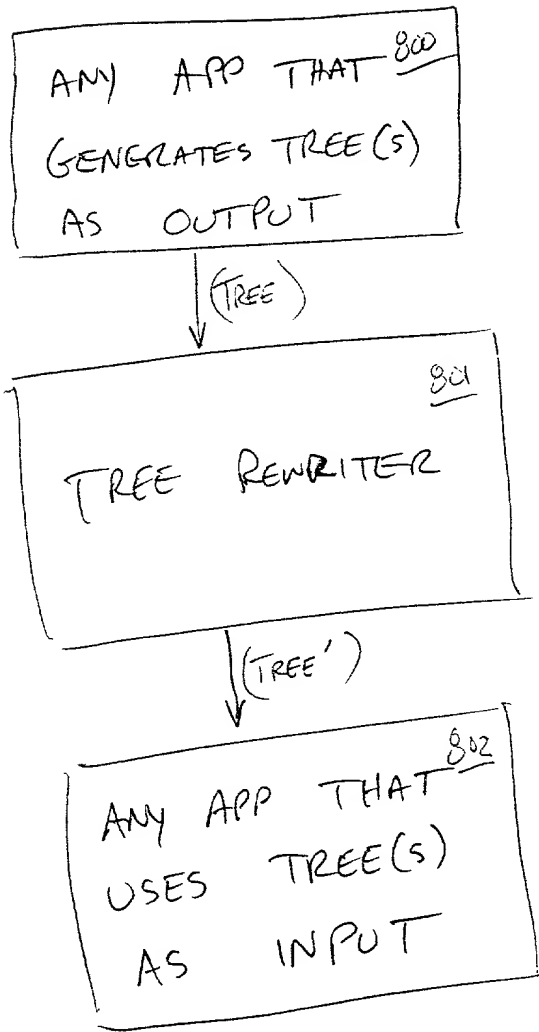 ANY APP THAT 800
GENERATES TREE(S)
AS OUTPUT
(TREE)
801
TREE REWRITER
(TREE')
802
ANY APP THAT
USES TREE(S)
AS INPUT